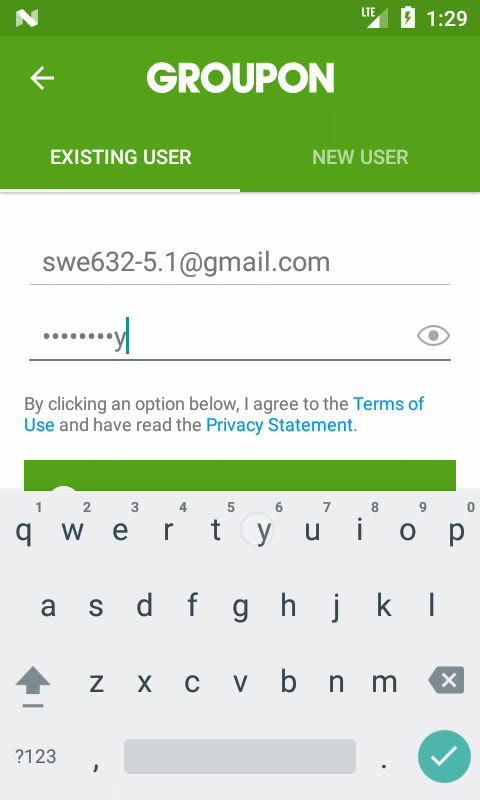 LTE 1:29
GROUPON
EXISTING USER NEW USER
swe632-5.1@gmail.com
••••••••y
By clicking an option below, I agree to the Terms of
Use and have read the Privacy Statement.
1 2 3 4 5 6 7 8 9 0
q w e r t y u i o p
a s d f g h j k l
z x c v b n m
?123 , .